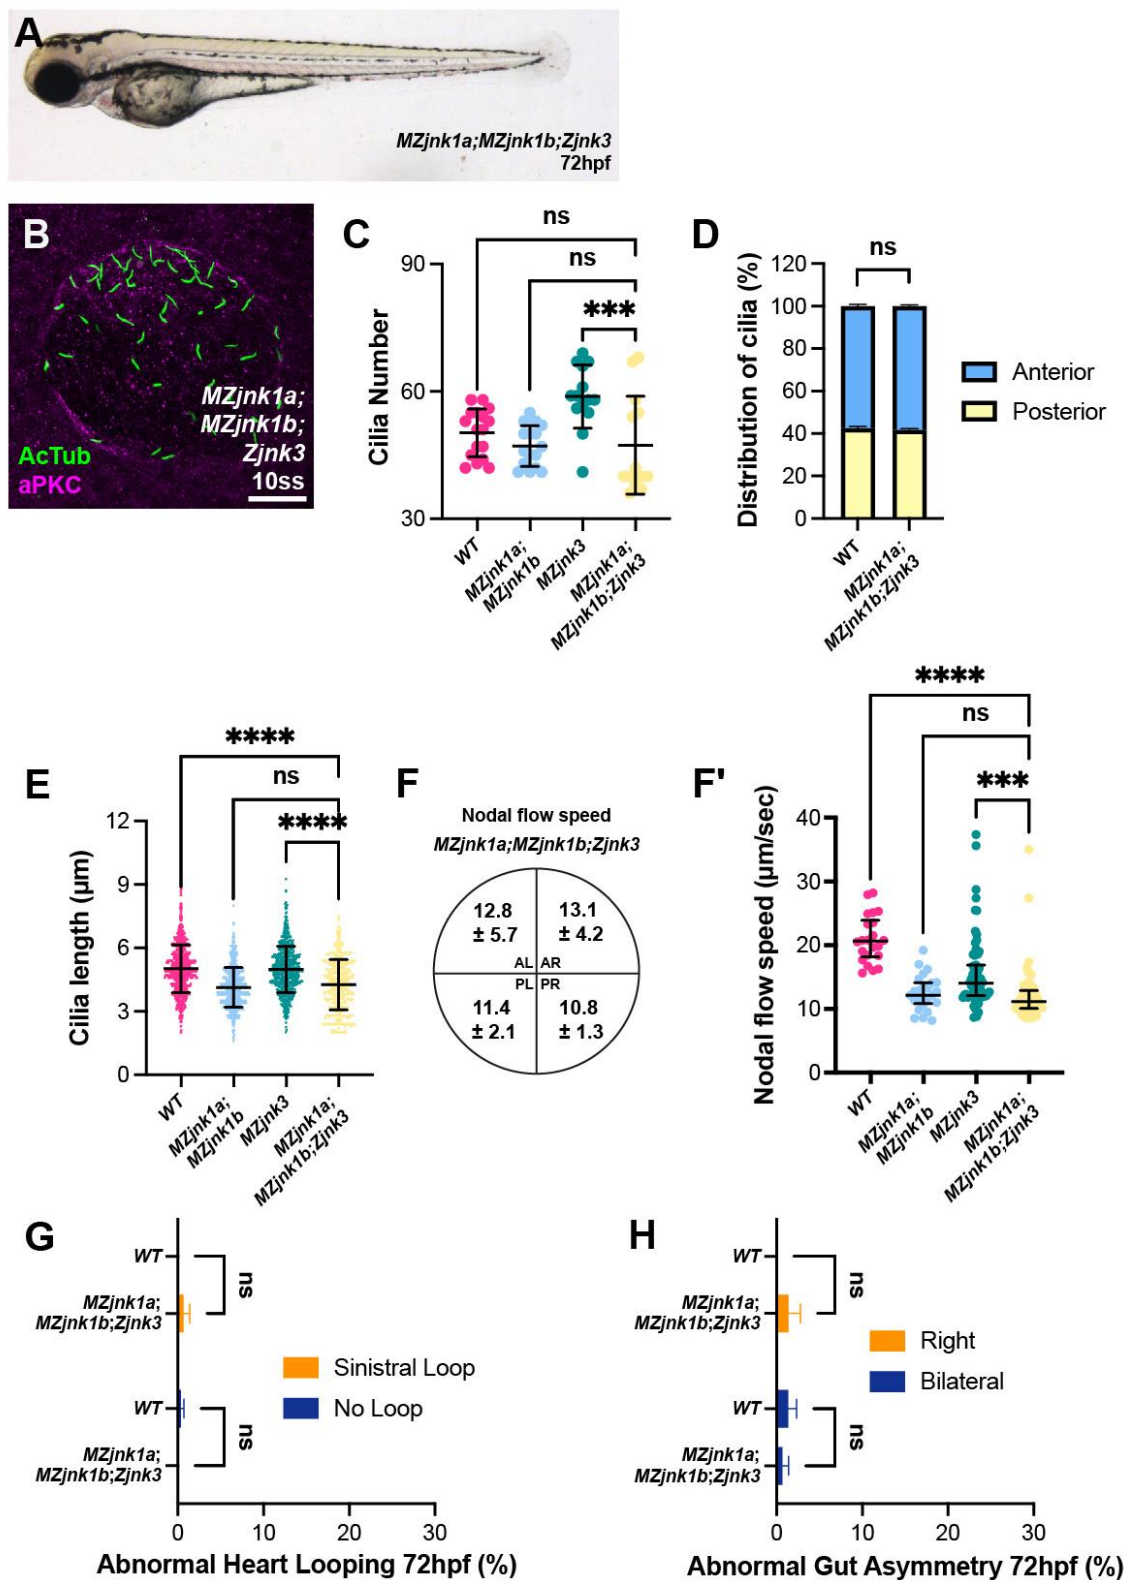 A
MZjnk1a;MZjnk1b;Zjnk3
72hpf
B
MZjnk1a;
MZjnk1b;
Zjnk3
10ss
AcTub
aPKC
C
ns
ns
***
90
60
30
Cilia Number
WT
MZjnk1a;
MZjnk1b
MZjnk3
MZjnk1a;
MZjnk1b;Zjnk3
D
ns
120
100
80
60
40
20
0
Distribution of cilia (%)
WT
MZjnk1a;
MZjnk1b;Zjnk3
Anterior
Posterior
E
****
ns
****
12
9
6
3
0
Cilia length (µm)
WT
MZjnk1a;
MZjnk1b
MZjnk3
MZjnk1a;
MZjnk1b;Zjnk3
F
Nodal flow speed
MZjnk1a;MZjnk1b;Zjnk3
12.8
± 5.7
13.1
± 4.2
AL
AR
PL
PR
11.4
± 2.1
10.8
± 1.3
F'
****
ns
***
40
30
20
10
0
Nodal flow speed (µm/sec)
WT
MZjnk1a;
MZjnk1b
MZjnk3
MZjnk1a;
MZjnk1b;Zjnk3
G
WT
MZjnk1a;
MZjnk1b;Zjnk3
ns
Sinistral Loop
No Loop
WT
MZjnk1a;
MZjnk1b;Zjnk3
ns
0 10 20 30
Abnormal Heart Looping 72hpf (%)
H
WT
MZjnk1a;
MZjnk1b;Zjnk3
ns
Right
Bilateral
WT
MZjnk1a;
MZjnk1b;Zjnk3
ns
0 10 20 30
Abnormal Gut Asymmetry 72hpf (%)